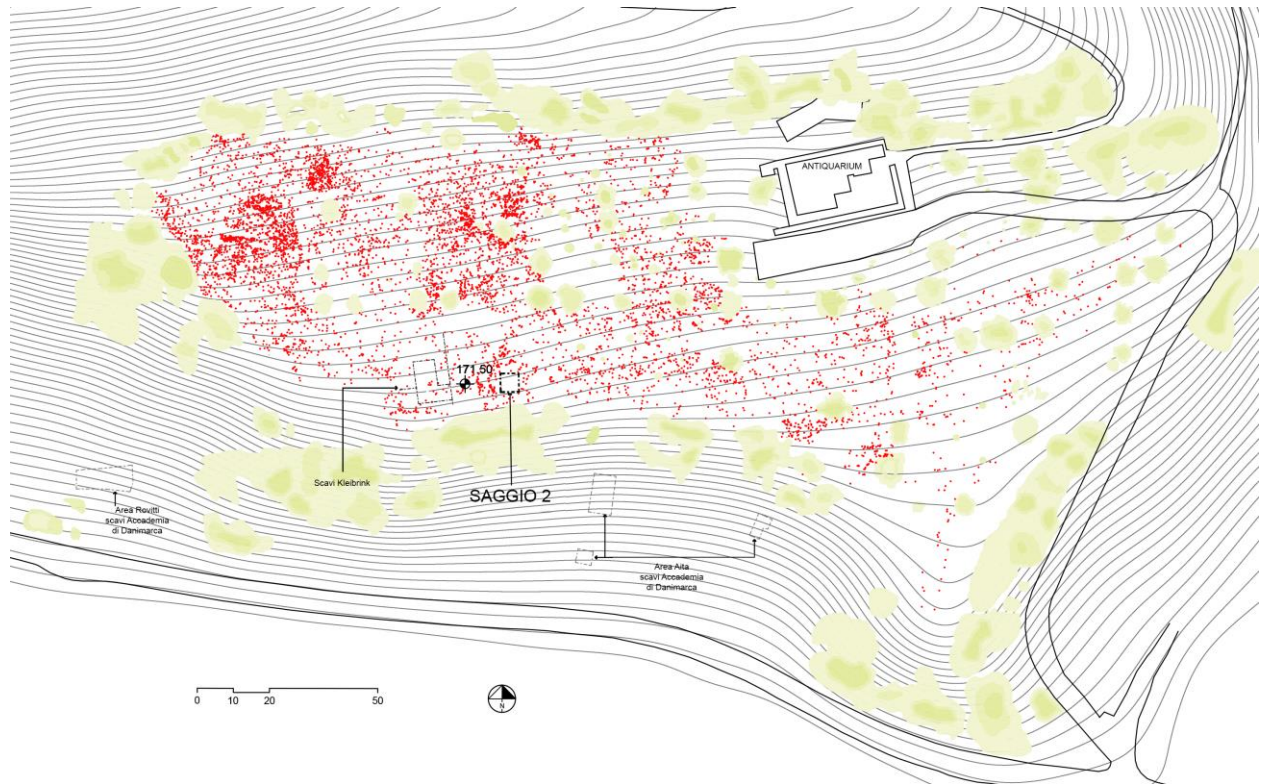 ANTIQUARIUM
171.50
Scavi Kleibrink
SAGGIO 2
Area Rovitti
scavi Accademia
di Danimarca
Area Aita
scavi Accademia
di Danimarca
0 10 20 50
N